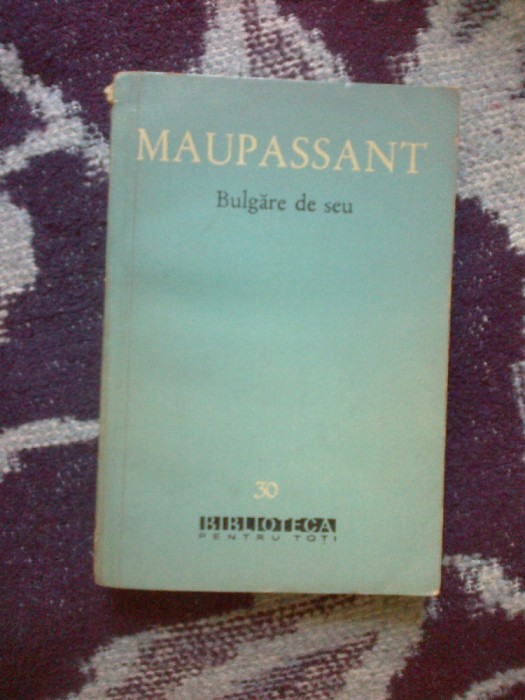 MAUPASSANT
Bulgăre de seu
30
BIBLIOTECA
PENTRU TOȚI